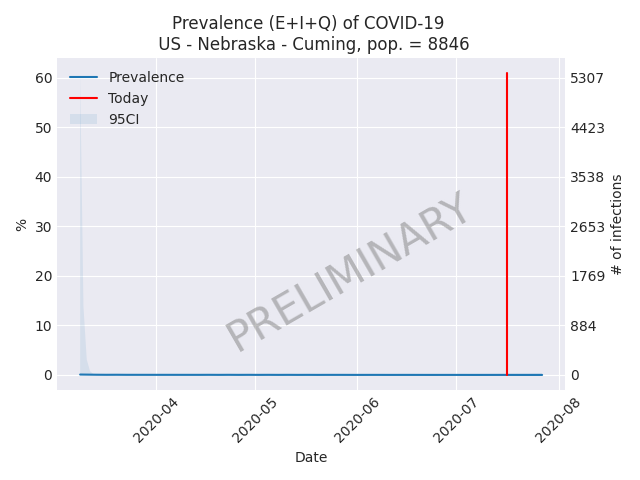 Prevalence (E+I+Q) of COVID-19
US - Nebraska - Cuming, pop. = 8846
Prevalence
Today
95CI
60
50
40
30
20
10
0
%
5307
4423
3538
2653
1769
884
0
# of infections
PRELIMINARY
2020-04
2020-05
2020-06
2020-07
2020-08
Date